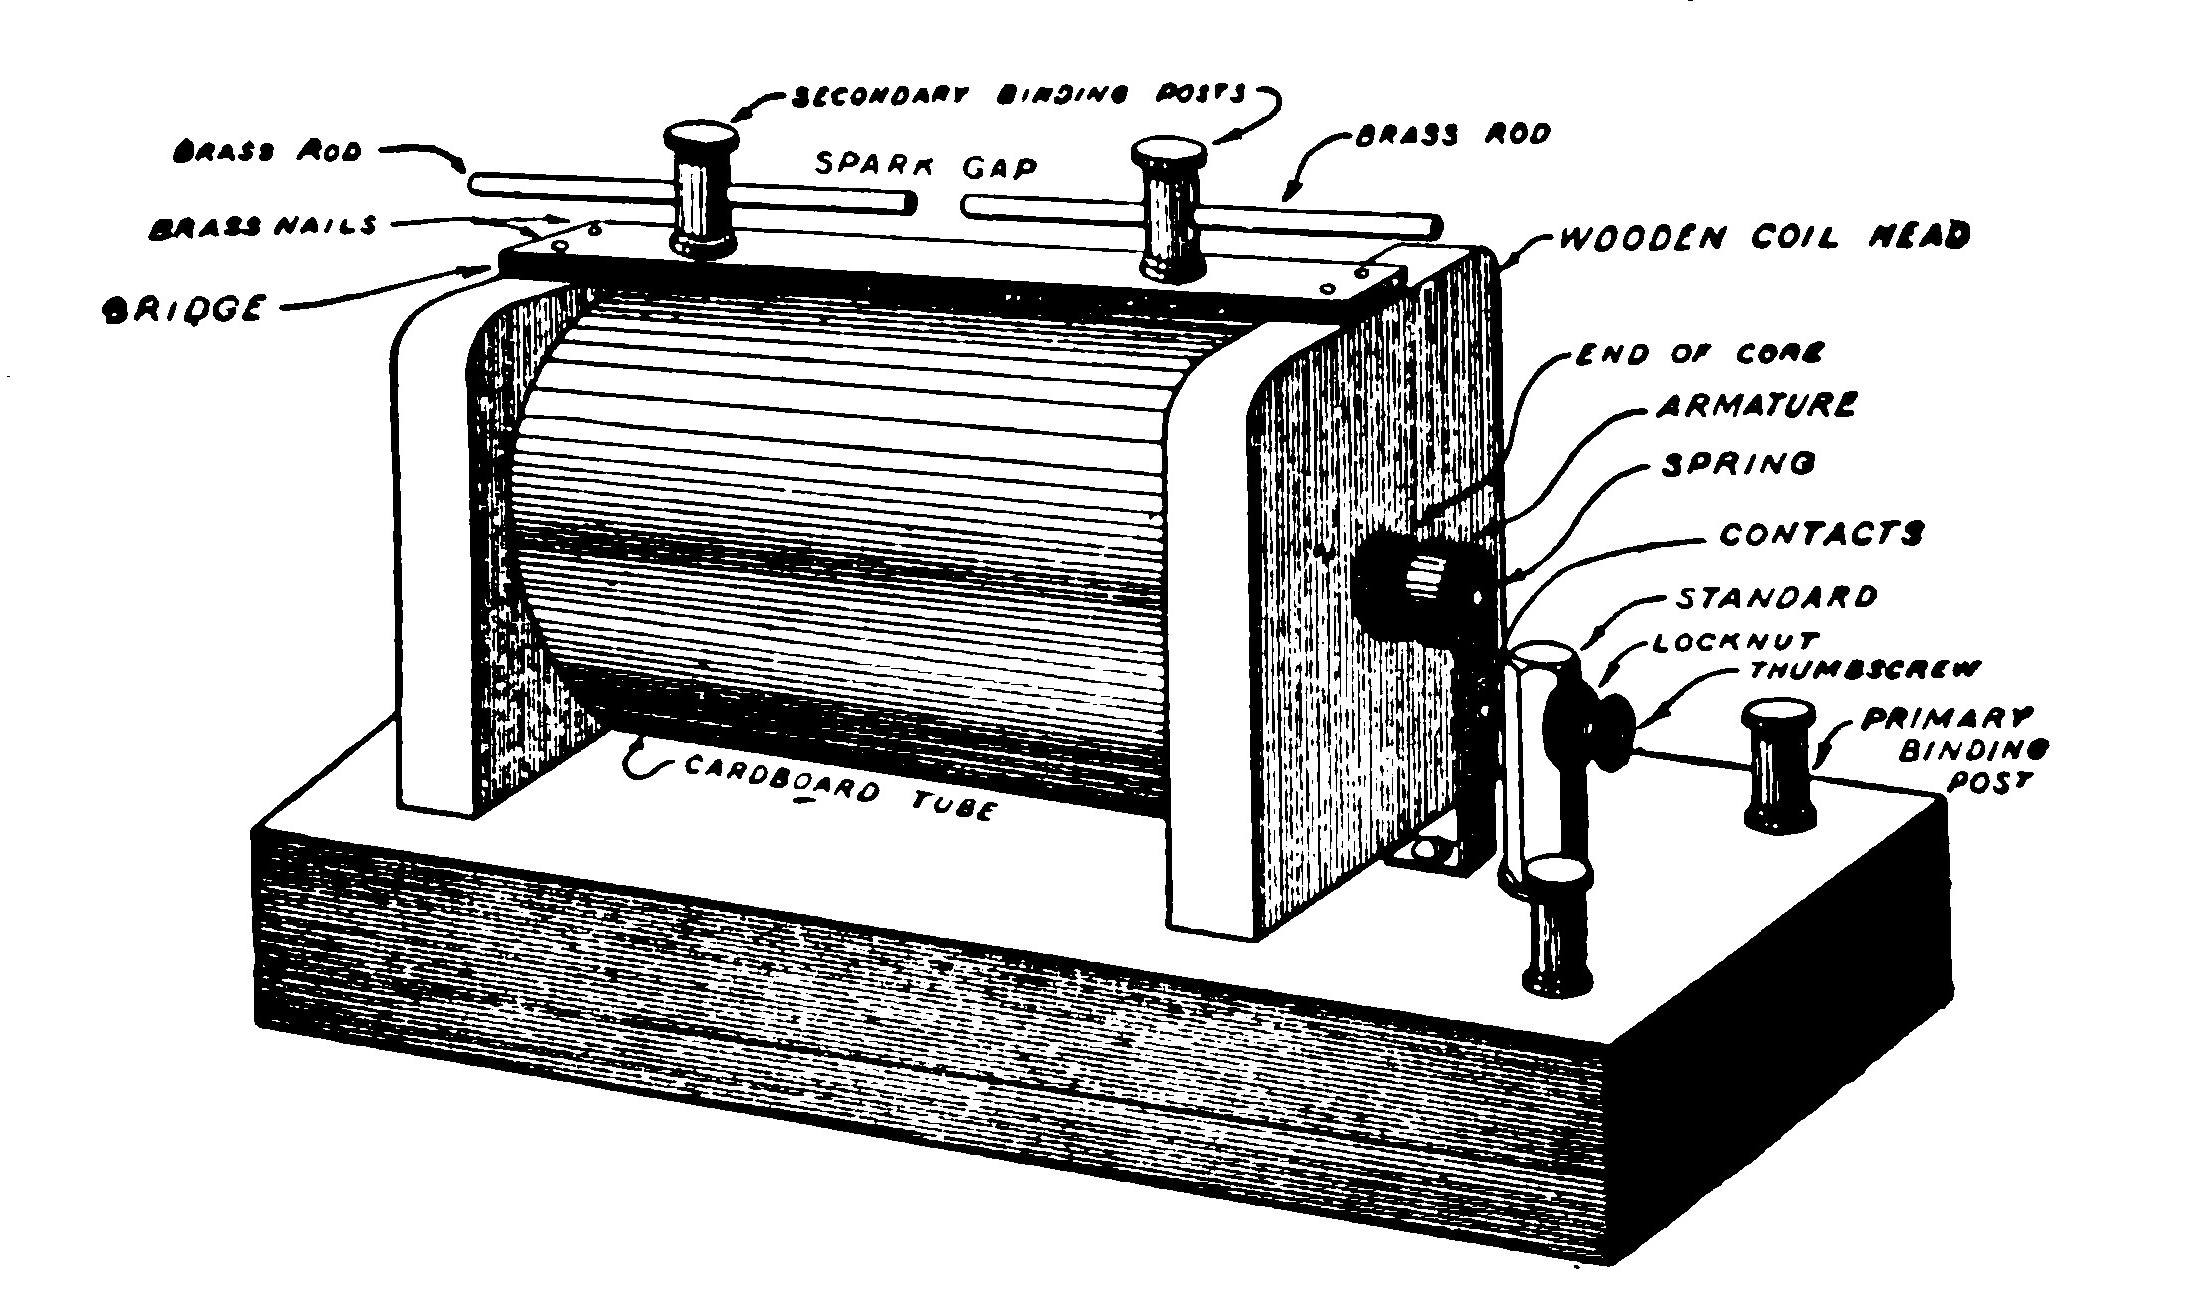 SECONDARY BINDING POSTS
BRASS ROD
BRASS ROD
SPARK GAP
BRASS NAILS
WOODEN COIL HEAD
BRIDGE
END OF CORE
ARMATURE
SPRING
CONTACTS
STANDARD
LOCKNUT
THUMBSCREW
PRIMARY
BINDING
POST
CARDBOARD TUBE